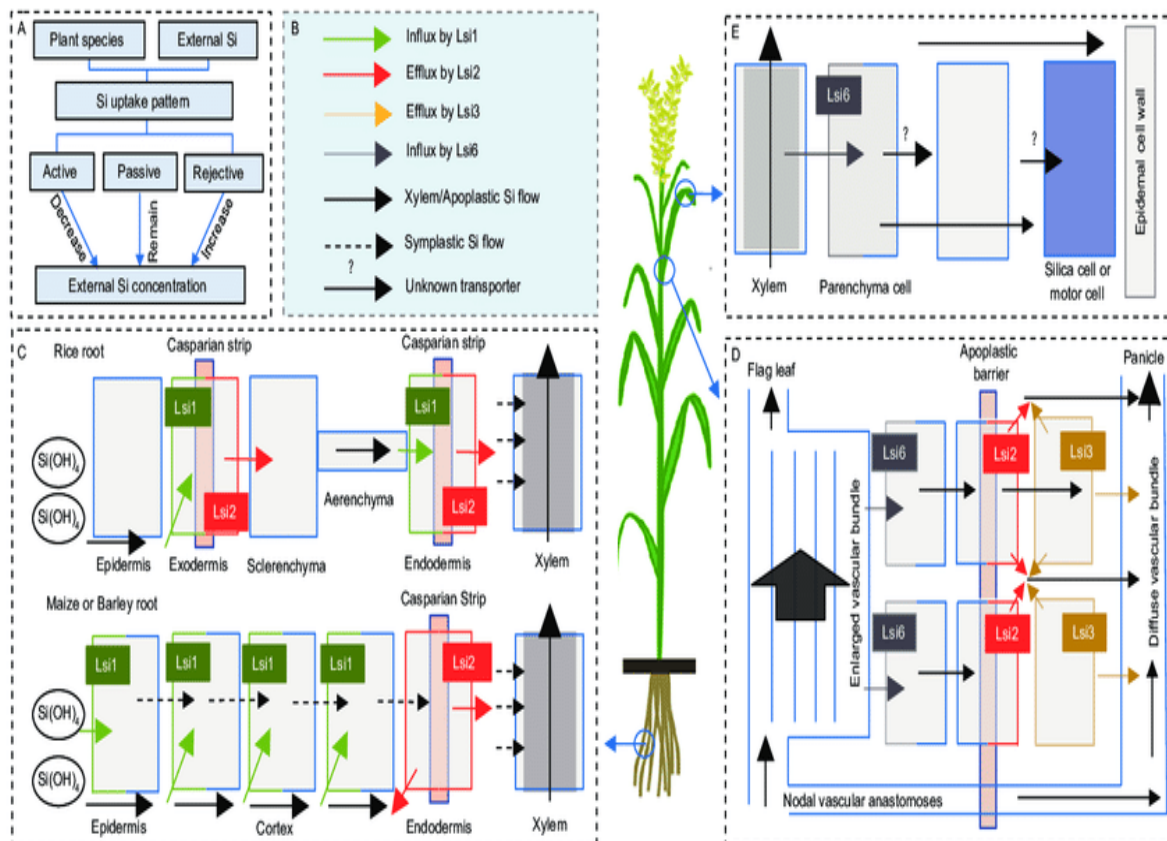 A
Plant species
External Si
Si uptake pattern
Active
Passive
Rejective
Decrease
Remain
Increase
External Si concentration
B
Influx by Lsi1
Efflux by Lsi2
Efflux by Lsi3
Influx by Lsi6
Xylem/Apoplastic Si flow
Symplastic Si flow
?
Unknown transporter
E
Lsi6
?
?
Epidemal cell wall
Xylem
Parenchyma cell
Silica cell or
motor cell
C
Rice root
Casparian strip
Casparian strip
Lsi1
Lsi1
Si(OH)4
Si(OH)4
Lsi2
Lsi2
Aerenchyma
Epidermis
Exodermis
Sclerenchyma
Endodermis
Xylem
Maize or Barley root
Casparian Strip
Lsi1
Lsi1
Lsi1
Lsi1
Lsi2
Si(OH)4
Si(OH)4
Epidermis
Cortex
Endodermis
Xylem
D
Flag leaf
Apoplastic
barrier
Panicle
Lsi6
Lsi2
Lsi3
Enlarged vascular bundle
Diffuse vascular bundle
Lsi6
Lsi2
Lsi3
Nodal vascular anastomoses